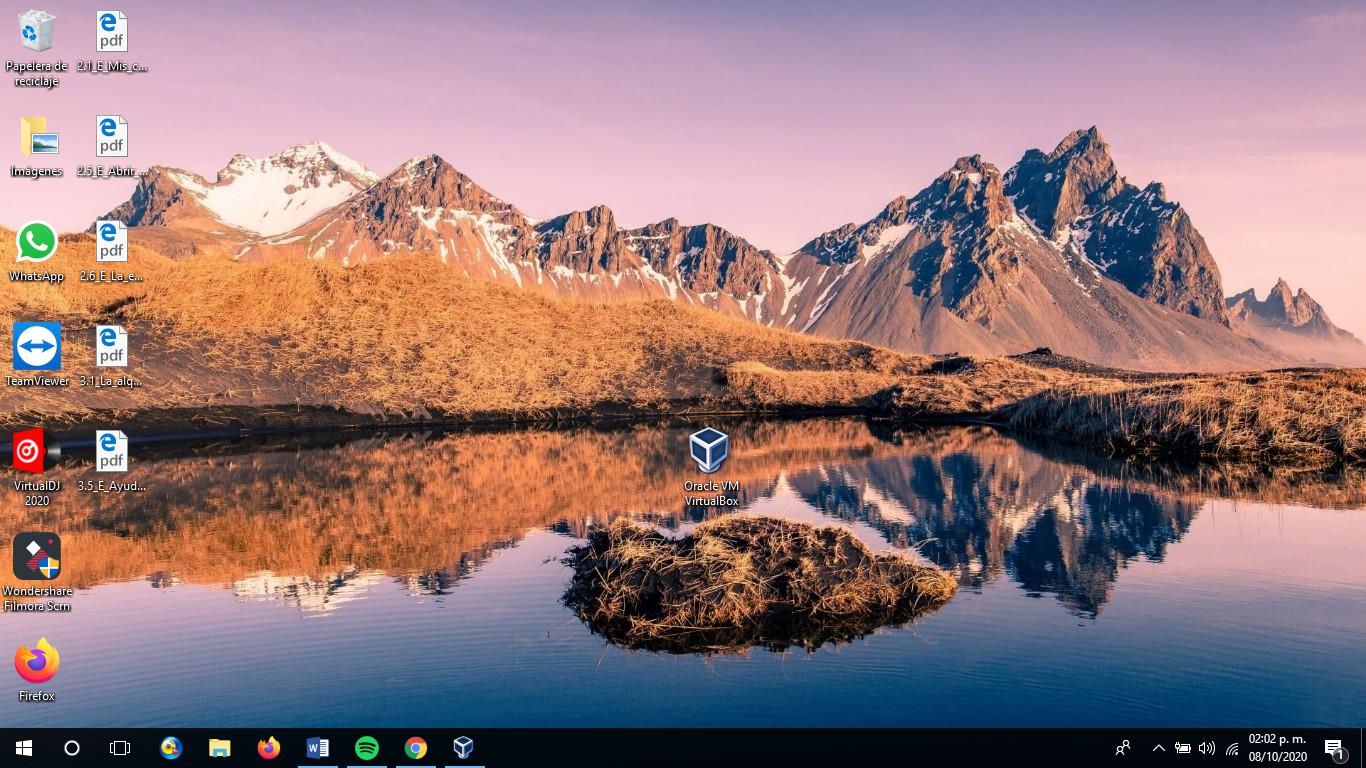 Papelera de
reciclaje
pdf
2.1_E_Mis_c...
Imágenes
pdf
2.5_E_Abrir_...
WhatsApp
pdf
2.6_E_La_e...
TeamViewer
pdf
3.1_La_alq...
VirtualDJ
2020
pdf
3.5_E_Ayud...
Wondershare
Filmora Scrn
Firefox
Oracle VM
VirtualBox
W
02:02 p. m.
08/10/2020
1